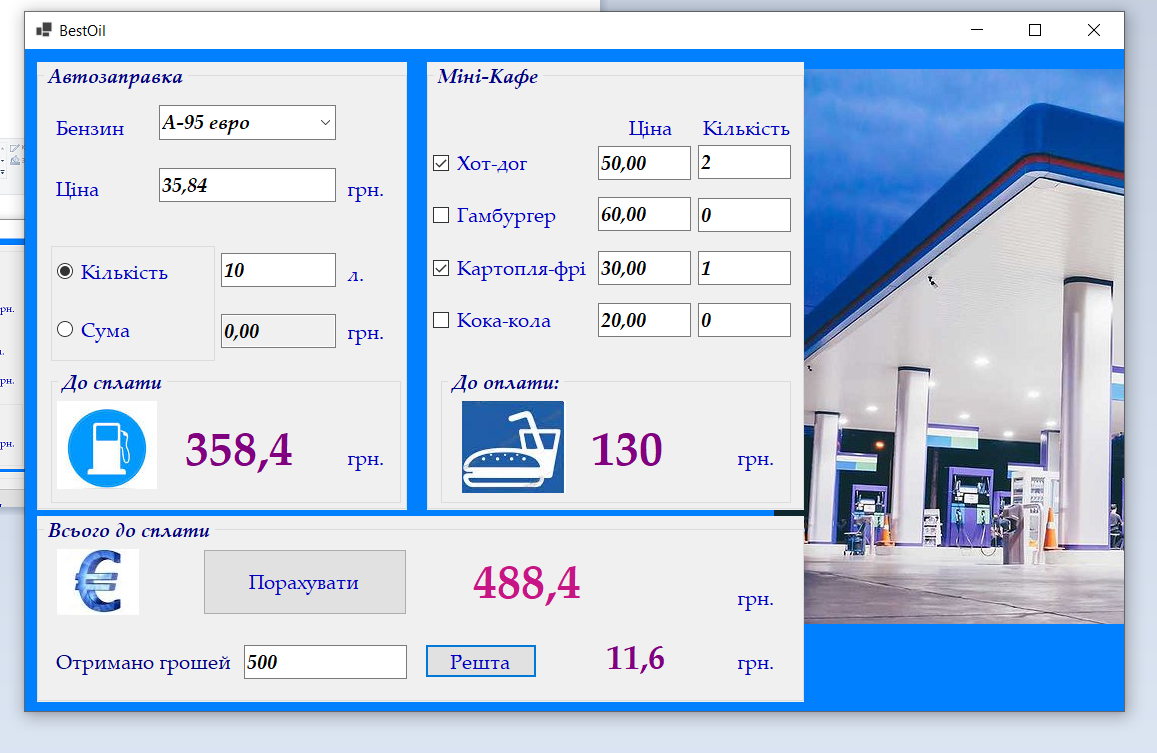 BestOil
Автозаправка
Бензин А-95 евро
Ціна 35,84 грн.
Кількість 10 л.
Сума 0,00 грн.
До сплати
358,4 грн.
Міні-Кафе
Ціна Кількість
Хот-дог 50,00 2
Гамбургер 60,00 0
Картопля-фрі 30,00 1
Кока-кола 20,00 0
До оплати:
130 грн.
Всього до сплати
Порахувати 488,4 грн.
Отримано грошей 500 Решта 11,6 грн.